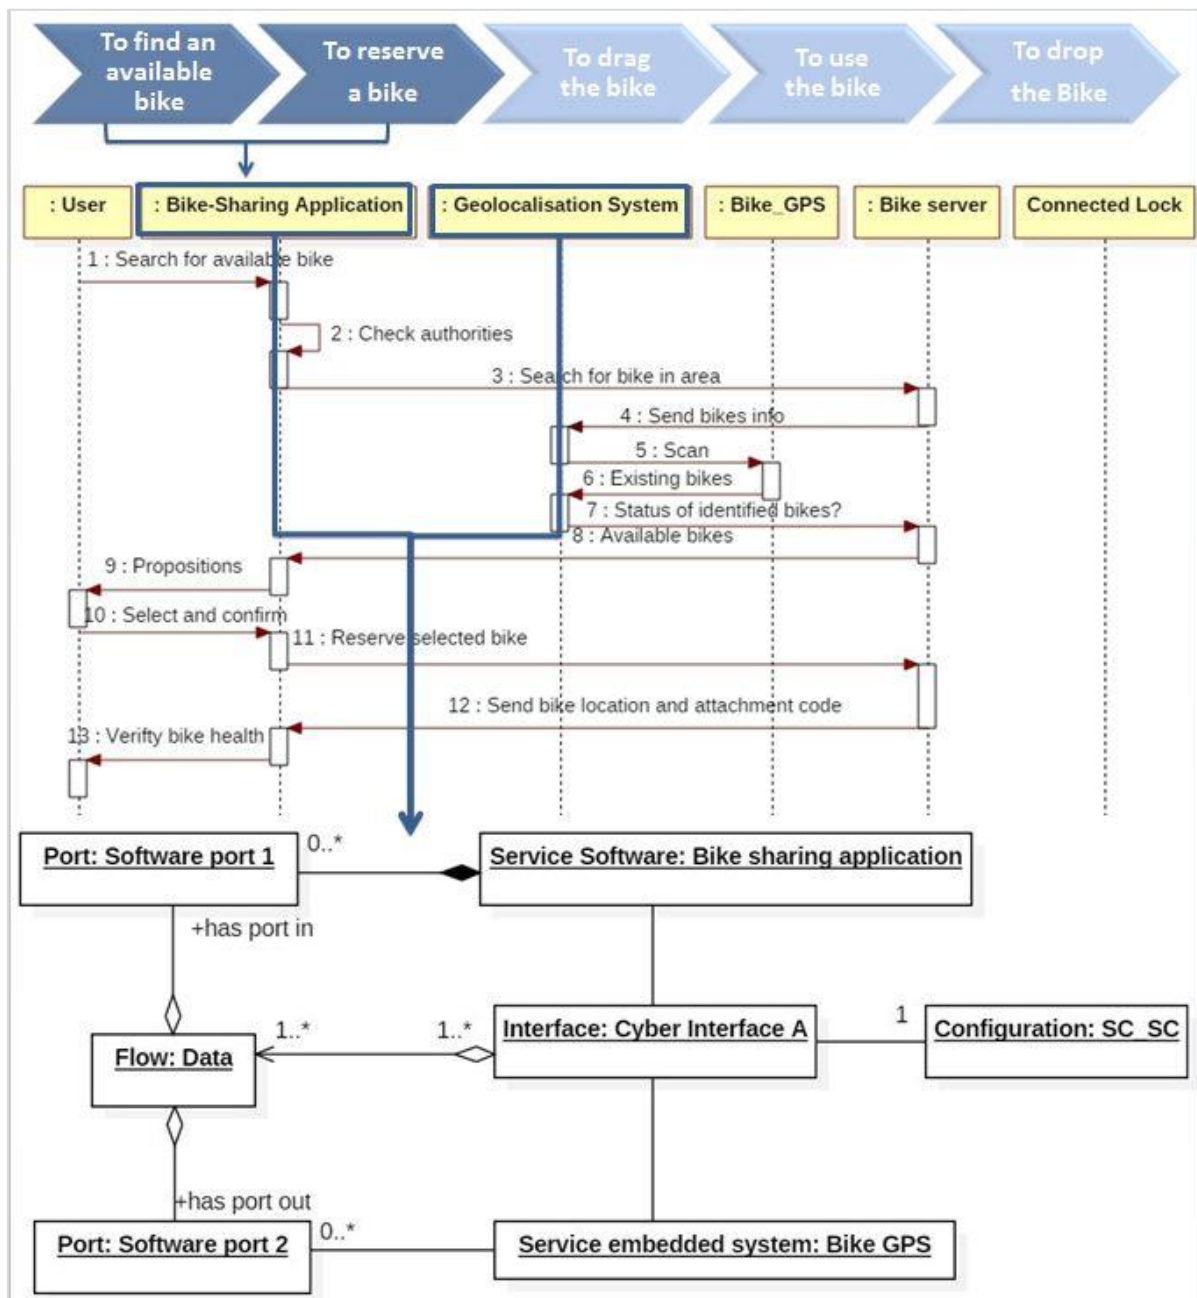 To find an
available
bike
To reserve
a bike
To drag
the bike
To use
the bike
To drop
the Bike
: User
: Bike-Sharing Application
: Geolocalisation System
: Bike_GPS
: Bike server
Connected Lock
1 : Search for available bike
2 : Check authorities
3 : Search for bike in area
4 : Send bikes info
5 : Scan
6 : Existing bikes
7 : Status of identified bikes?
8 : Available bikes
9 : Propositions
10 : Select and confirm
11 : Reserve selected bike
12 : Send bike location and attachment code
13 : Verifty bike health
Port: Software port 1
0..*
Service Software: Bike sharing application
+has port in
Flow: Data
1..*
1..*
Interface: Cyber Interface A
1
Configuration: SC_SC
+has port out
Port: Software port 2
0..*
Service embedded system: Bike GPS